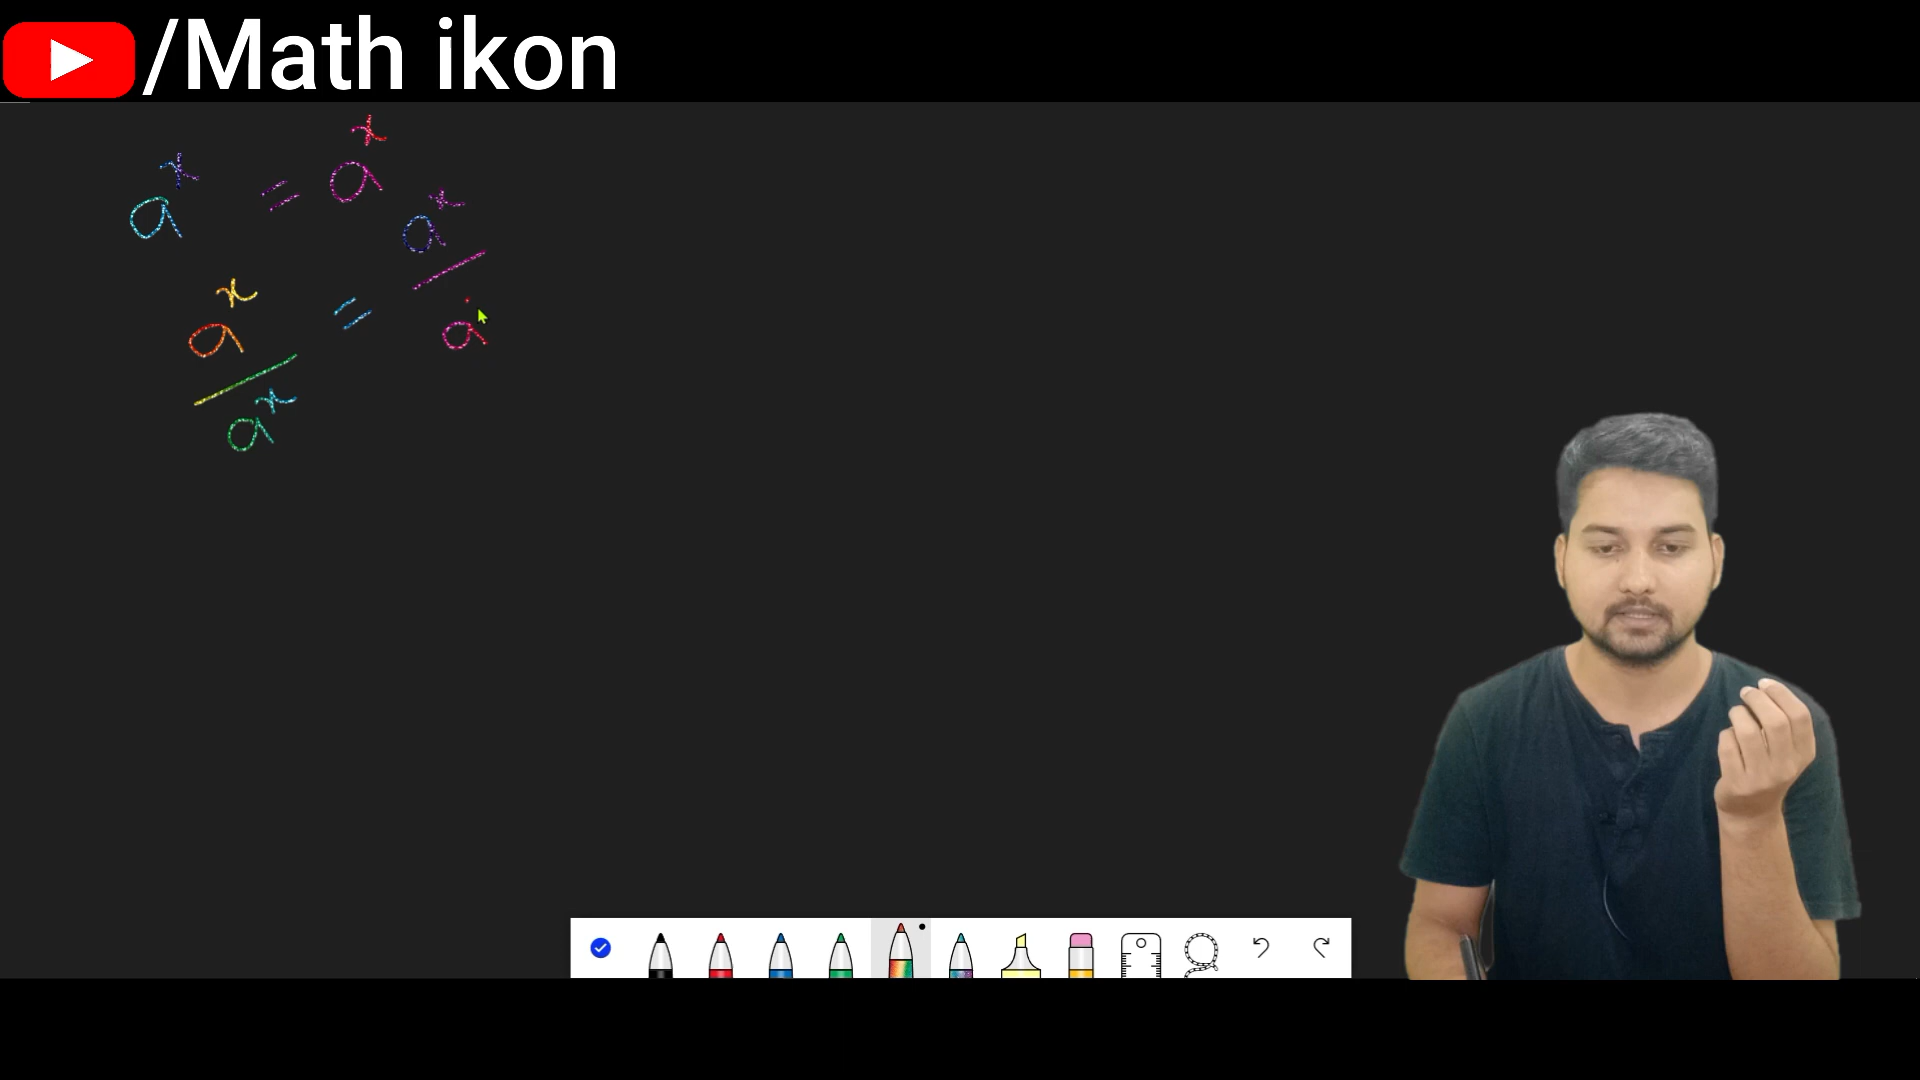 /Math ikon
a^x = a^x
a^x/a^x = a^x/a